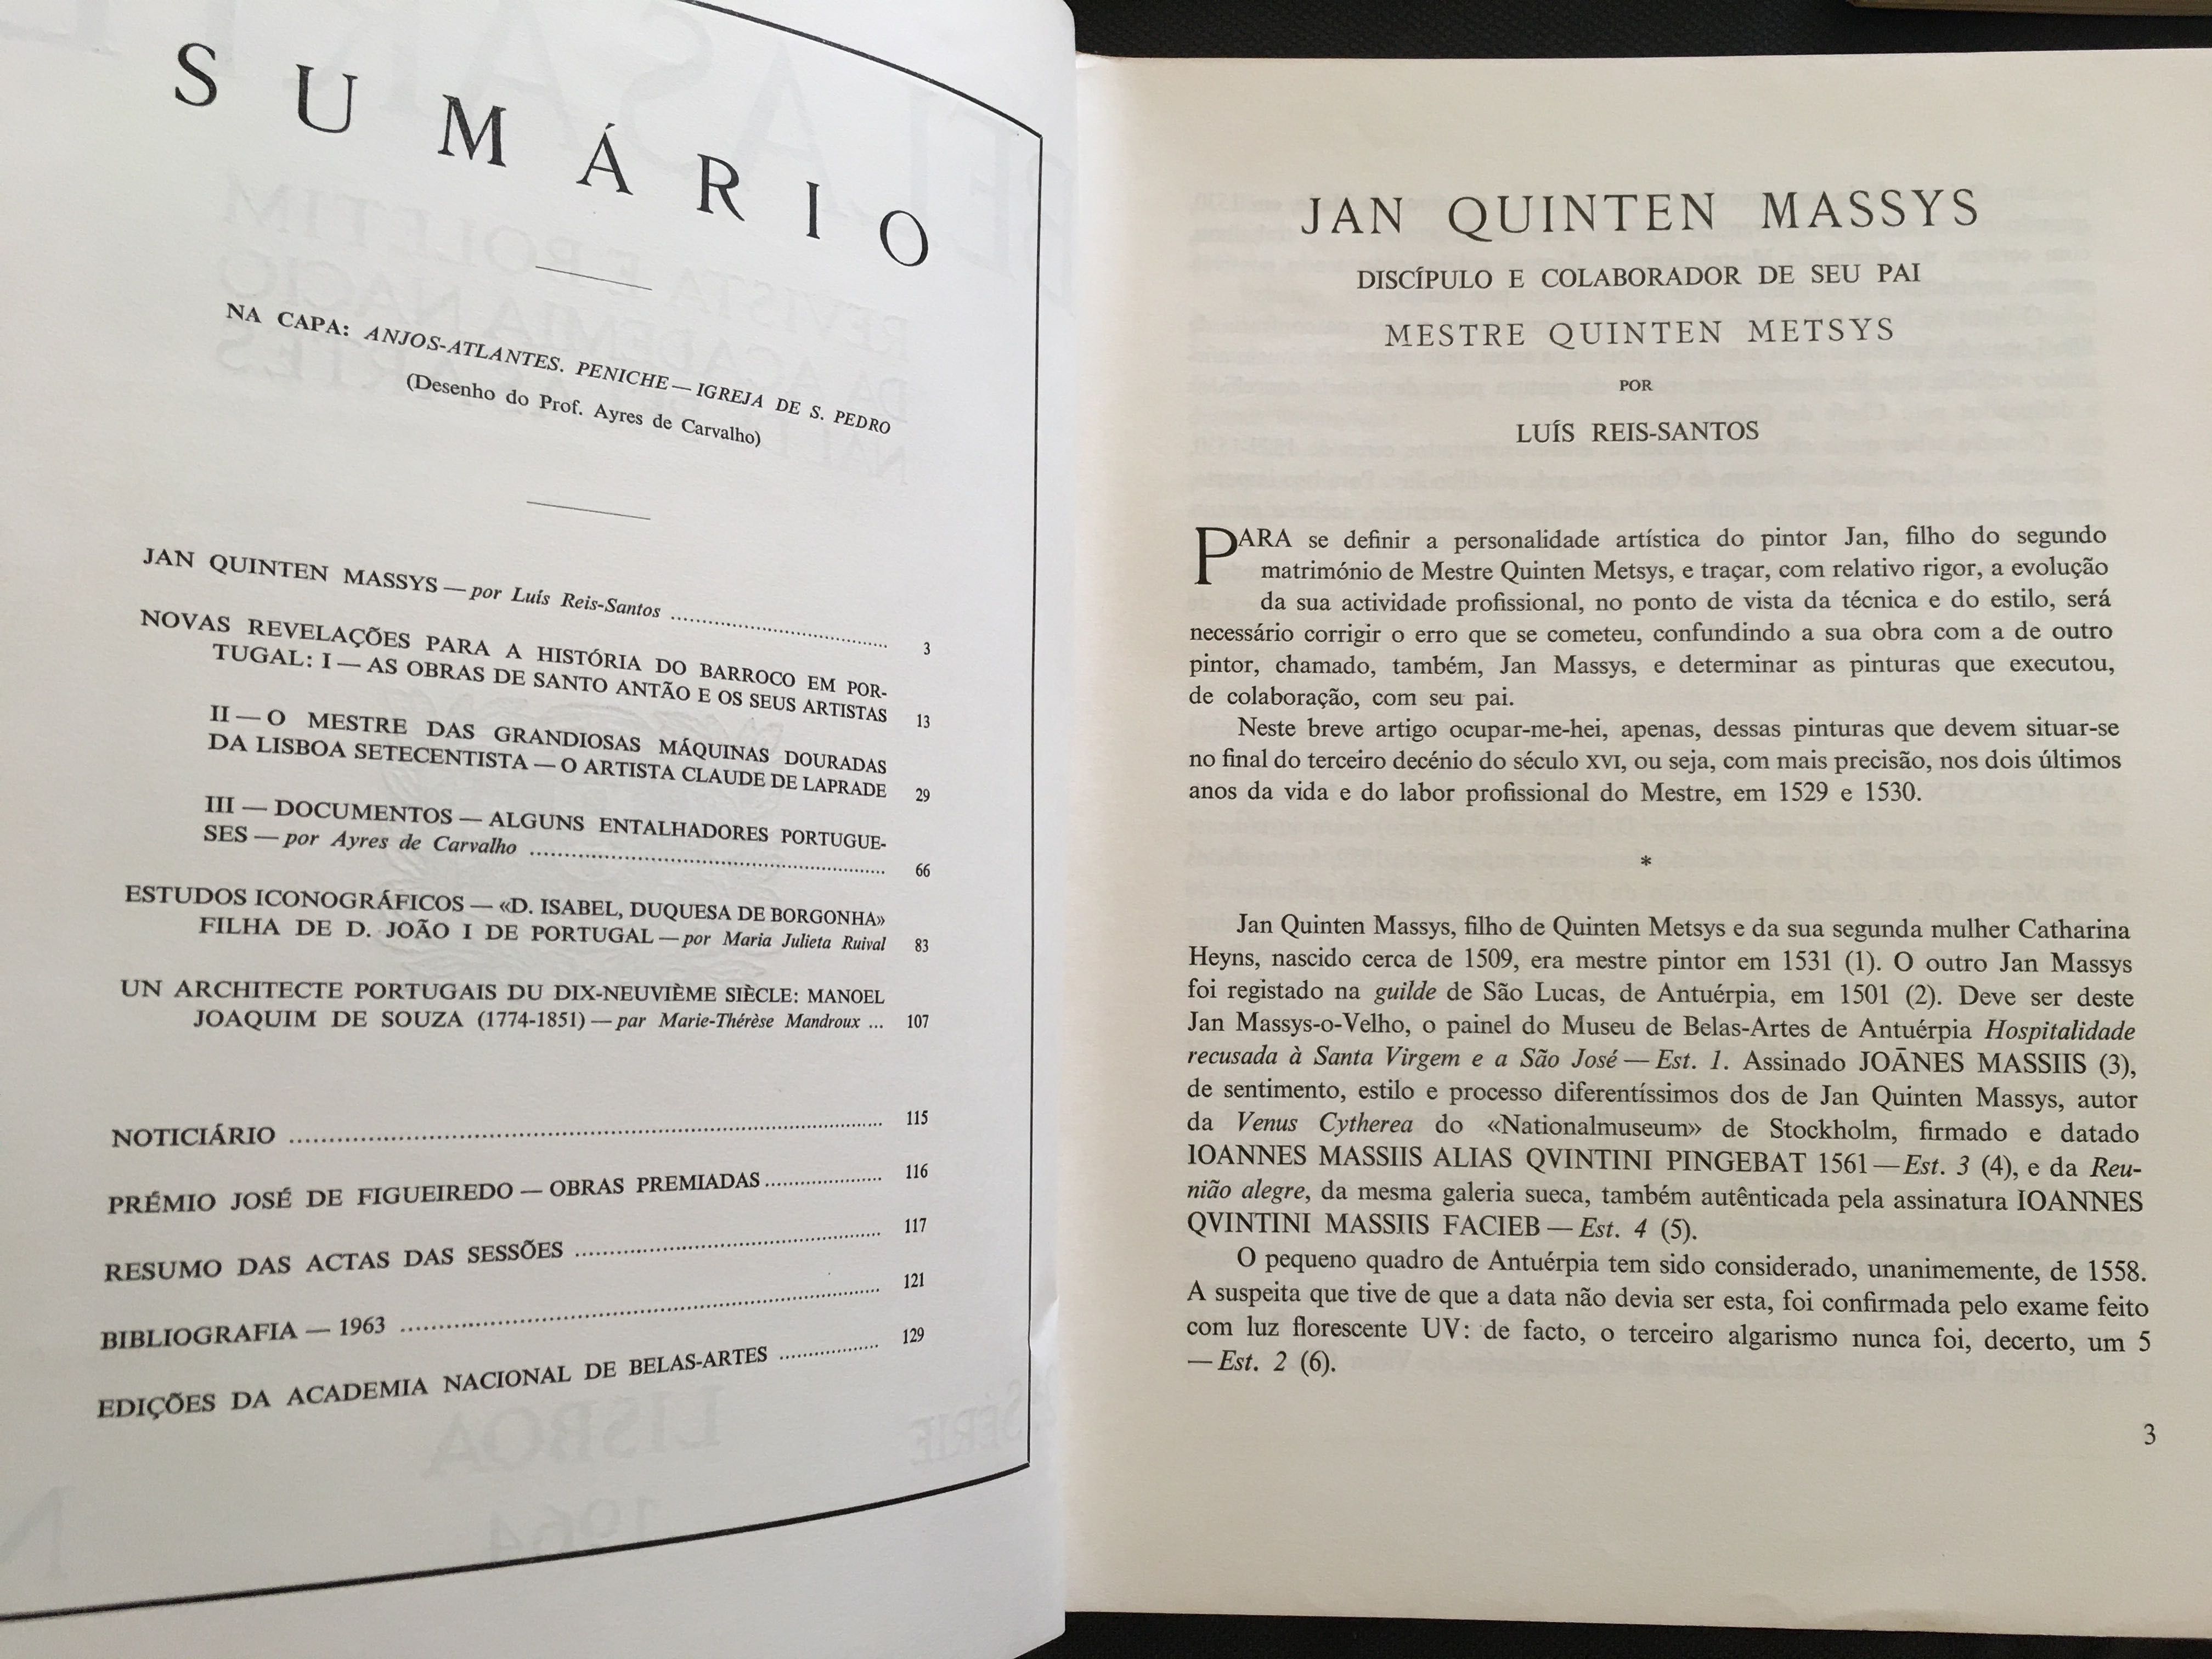 SUMÁRIO
NA CAPA: ANJOS-ATLANTES. PENICHE — IGREJA DE S. PEDRO
(Desenho do Prof. Ayres de Carvalho)
JAN QUINTEN MASSYS — por Luís Reis-Santos ........................................ 3
NOVAS REVELAÇÕES PARA A HISTÓRIA DO BARROCO EM POR-
TUGAL: I — AS OBRAS DE SANTO ANTÃO E OS SEUS ARTISTAS 13
II — O MESTRE DAS GRANDIOSAS MÁQUINAS DOURADAS
DA LISBOA SETECENTISTA — O ARTISTA CLAUDE DE LAPRADE 29
III — DOCUMENTOS — ALGUNS ENTALHADORES PORTUGUE-
SES — por Ayres de Carvalho ........................................ 66
ESTUDOS ICONOGRÁFICOS — «D. ISABEL, DUQUESA DE BORGONHA»
FILHA DE D. JOÃO I DE PORTUGAL — por Maria Julieta Ruival 83
UN ARCHITECTE PORTUGAIS DU DIX-NEUVIÈME SIÈCLE: MANOEL
JOAQUIM DE SOUZA (1774-1851) — par Marie-Thérèse Mandroux ... 107
NOTICIÁRIO ........................................ 115
PRÉMIO JOSÉ DE FIGUEIREDO — OBRAS PREMIADAS .................... 116
RESUMO DAS ACTAS DAS SESSÕES ........................................ 117
BIBLIOGRAFIA — 1963 ........................................ 121
EDIÇÕES DA ACADEMIA NACIONAL DE BELAS-ARTES .................... 129
JAN QUINTEN MASSYS
DISCÍPULO E COLABORADOR DE SEU PAI
MESTRE QUINTEN METSYS
POR
LUÍS REIS-SANTOS
PARA se definir a personalidade artística do pintor Jan, filho do segundo
matrimónio de Mestre Quinten Metsys, e traçar, com relativo rigor, a evolução
da sua actividade profissional, no ponto de vista da técnica e do estilo, será
necessário corrigir o erro que se cometeu, confundindo a sua obra com a de outro
pintor, chamado, também, Jan Massys, e determinar as pinturas que executou,
de colaboração, com seu pai.
Neste breve artigo ocupar-me-hei, apenas, dessas pinturas que devem situar-se
no final do terceiro decénio do século XVI, ou seja, com mais precisão, nos dois últimos
anos da vida e do labor profissional do Mestre, em 1529 e 1530.
*
Jan Quinten Massys, filho de Quinten Metsys e da sua segunda mulher Catharina
Heyns, nascido cerca de 1509, era mestre pintor em 1531 (1). O outro Jan Massys
foi registado na guilde de São Lucas, de Antuérpia, em 1501 (2). Deve ser deste
Jan Massys-o-Velho, o painel do Museu de Belas-Artes de Antuérpia Hospitalidade
recusada à Santa Virgem e a São José — Est. 1. Assinado JOĀNES MASSIIS (3),
de sentimento, estilo e processo diferentíssimos dos de Jan Quinten Massys, autor
da Venus Cytherea do «Nationalmuseum» de Stockholm, firmado e datado
IOANNES MASSIIS ALIAS QVINTINI PINGEBAT 1561 — Est. 3 (4), e da Reu-
nião alegre, da mesma galeria sueca, também autênticada pela assinatura IOANNES
QVINTINI MASSIIS FACIEB — Est. 4 (5).
O pequeno quadro de Antuérpia tem sido considerado, unanimemente, de 1558.
A suspeita que tive de que a data não devia ser esta, foi confirmada pelo exame feito
com luz florescente UV: de facto, o terceiro algarismo nunca foi, decerto, um 5
— Est. 2 (6).
3